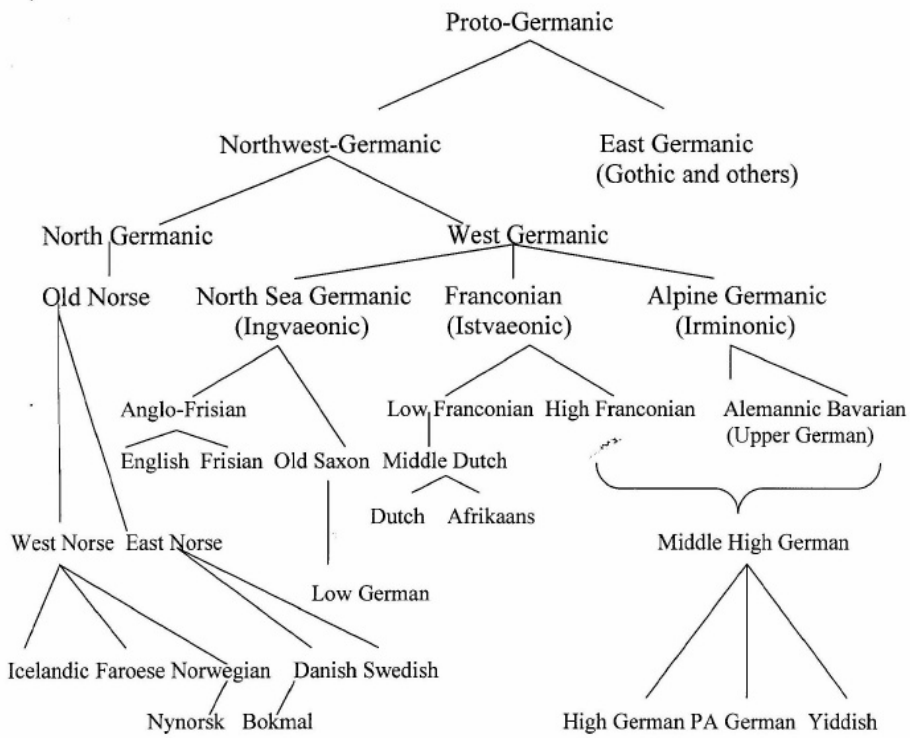 Proto-Germanic
Northwest-Germanic East Germanic
(Gothic and others)
North Germanic West Germanic
Old Norse North Sea Germanic Franconian Alpine Germanic
(Ingvaeonic) (Istvaeonic) (Irminonic)
Anglo-Frisian Low Franconian High Franconian Alemannic Bavarian
(Upper German)
English Frisian Old Saxon Middle Dutch
Dutch Afrikaans
West Norse East Norse Middle High German
Low German
Icelandic Faroese Norwegian Danish Swedish
Nynorsk Bokmal High German PA German Yiddish